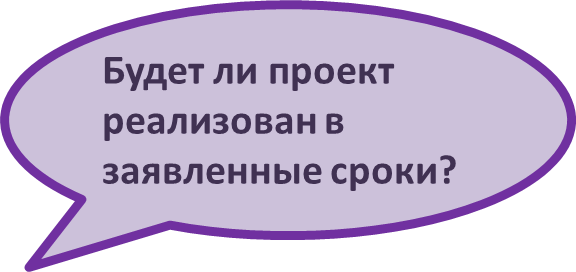 Будет ли проект
реализован в
заявленные сроки?